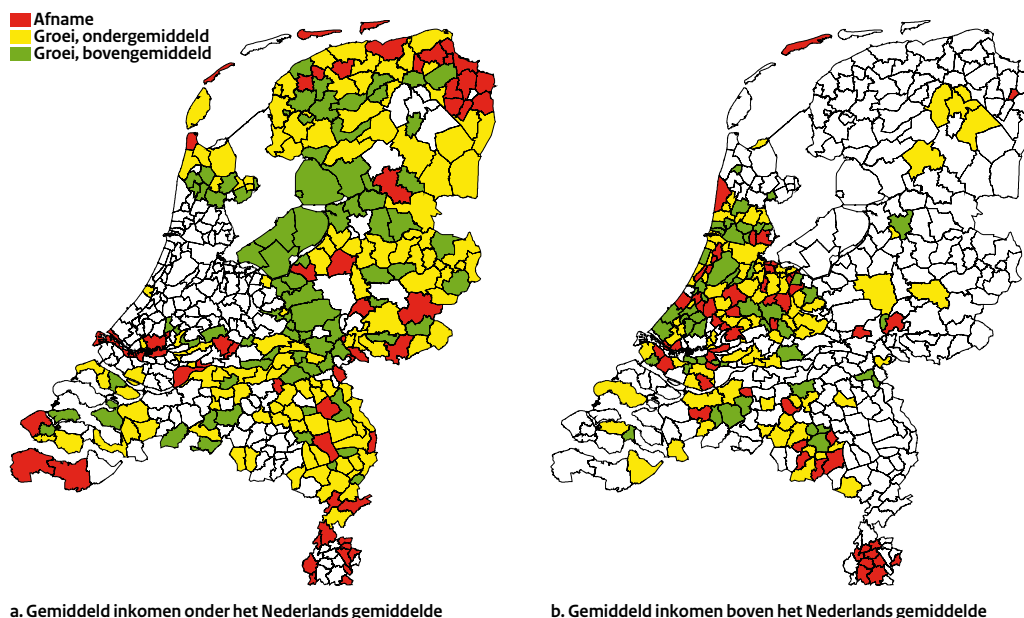 Afname
Groei, ondergemiddeld
Groei, bovengemiddeld
a. Gemiddeld inkomen onder het Nederlands gemiddelde
b. Gemiddeld inkomen boven het Nederlands gemiddelde